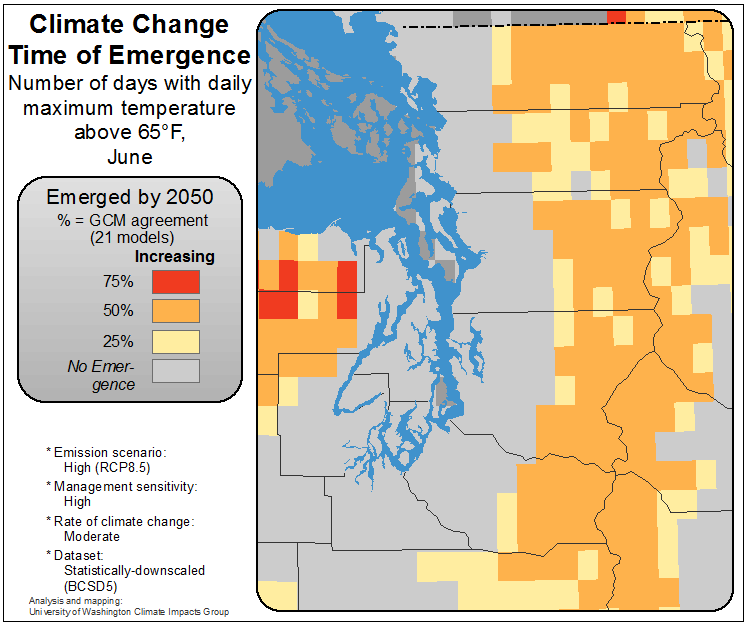 Climate Change
Time of Emergence
Number of days with daily
maximum temperature
above 65°F,
June
Emerged by 2050
% = GCM agreement
(21 models)
Increasing
75%
50%
25%
No Emer-
gence
* Emission scenario:
High (RCP8.5)
* Management sensitivity:
High
* Rate of climate change:
Moderate
* Dataset:
Statistically-downscaled
(BCSD5)
Analysis and mapping:
University of Washington Climate Impacts Group